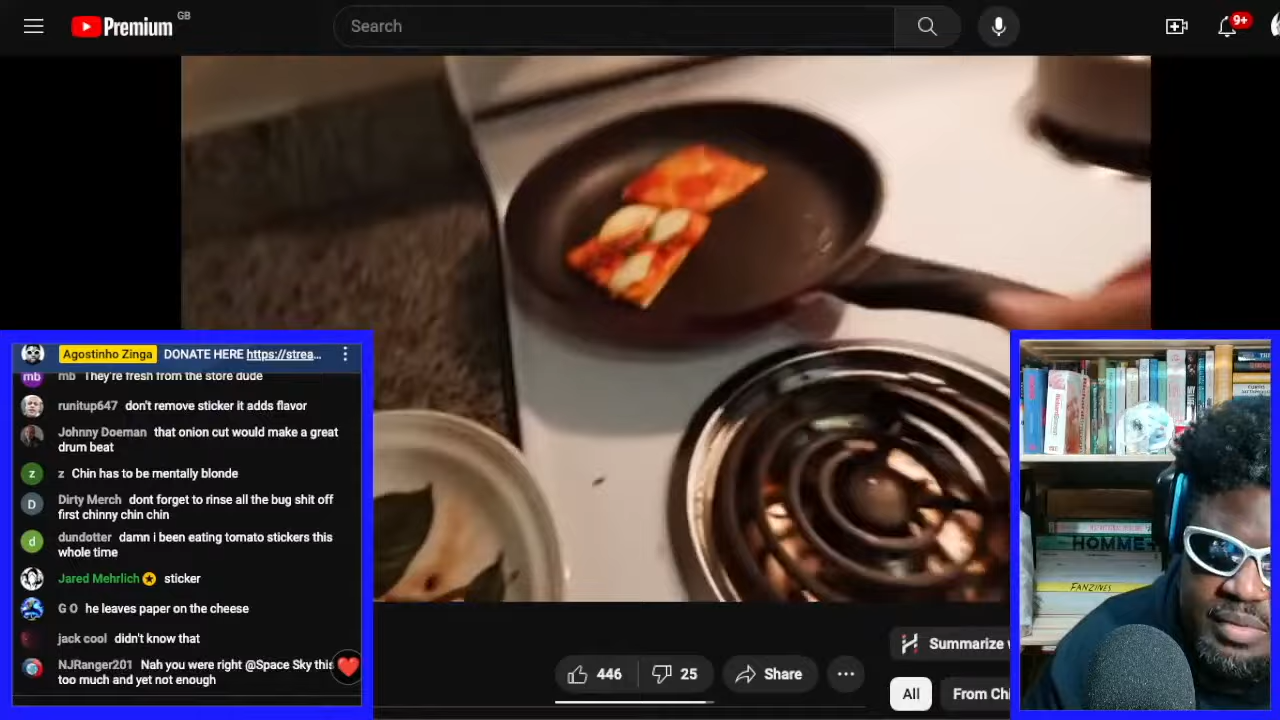 Premium GB
Search
9+
Agostinho Zinga DONATE HERE https://strea...
mb They're fresh from the store dude
runitup647 don't remove sticker it adds flavor
Johnny Doeman that onion cut would make a great
drum beat
z Chin has to be mentally blonde
Dirty Merch dont forget to rinse all the bug shit off
first chinny chin chin
dundotter damn i been eating tomato stickers this
whole time
Jared Mehrlich sticker
G O he leaves paper on the cheese
jack cool didn't know that
NJRanger201 Nah you were right @Space Sky this
too much and yet not enough
446
25
Share
Summarize
All
From Chi
HOMME
FANZINES